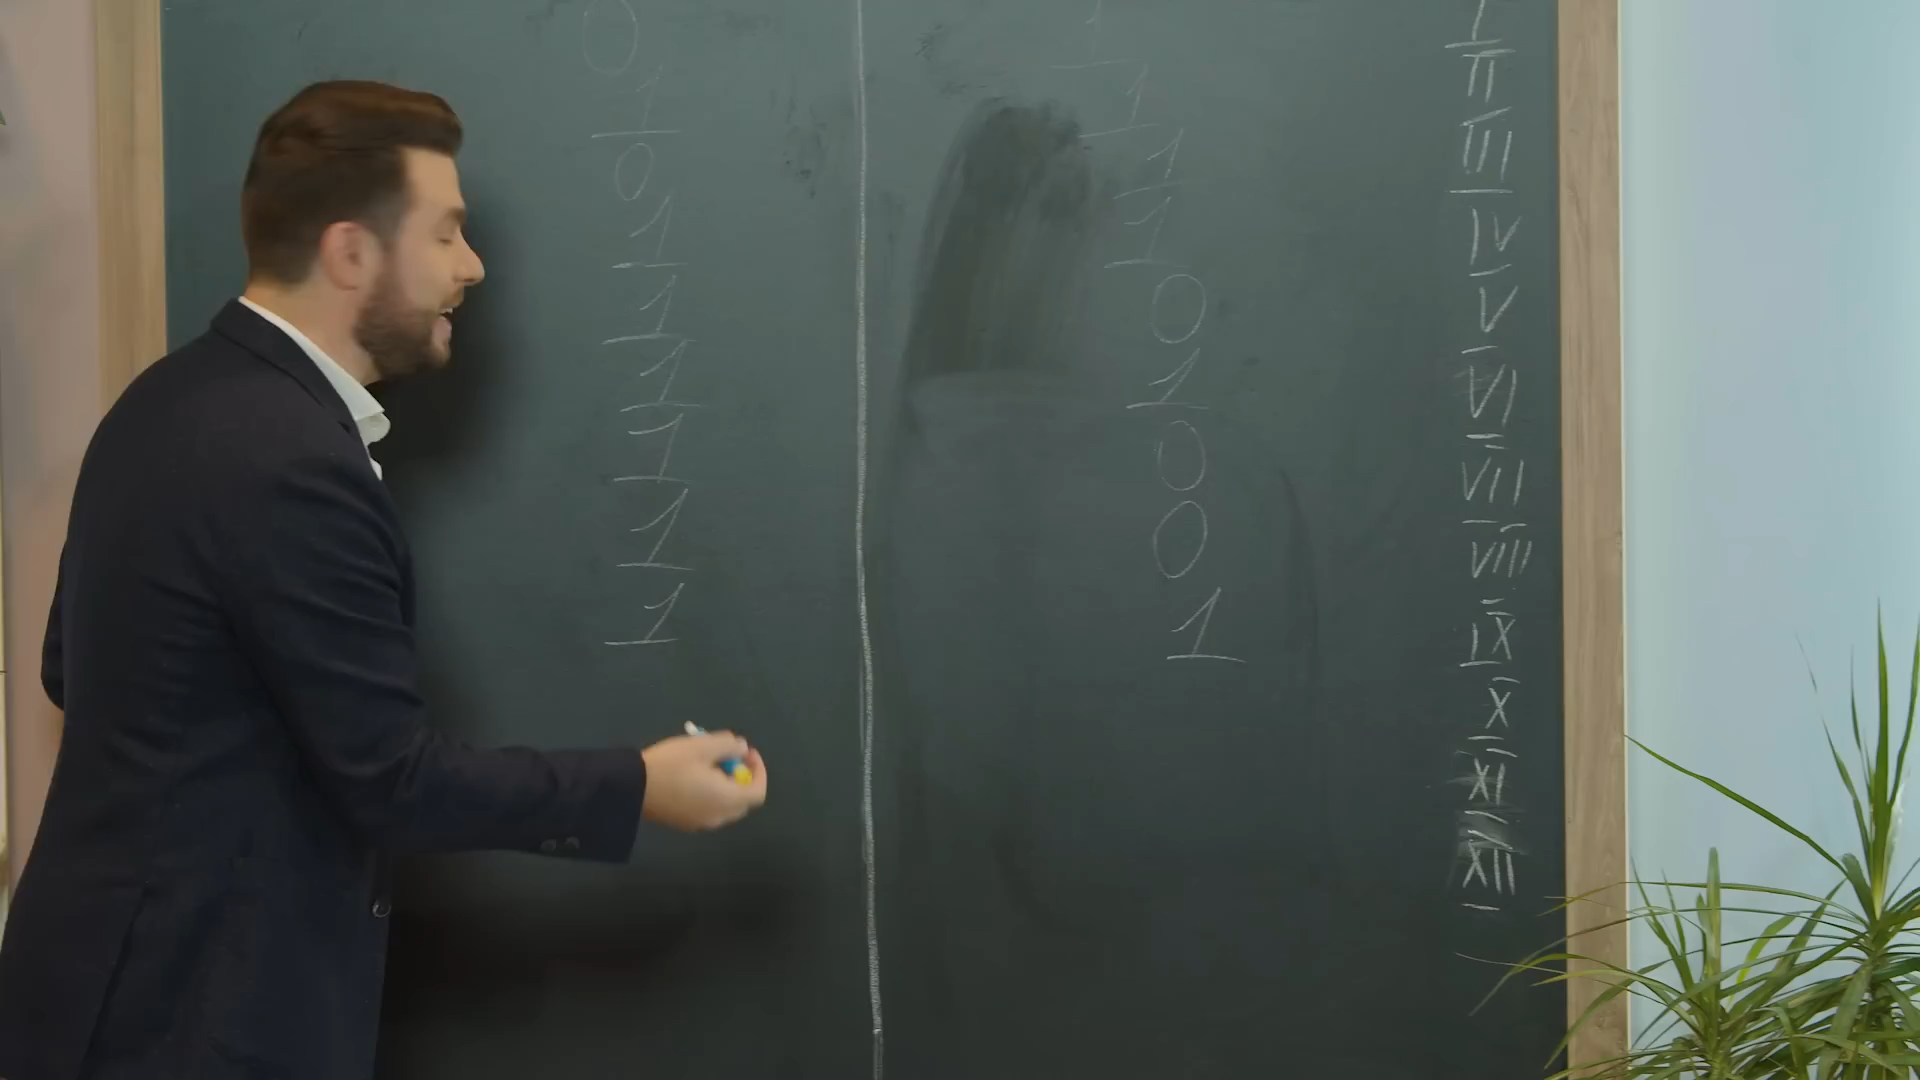 0 1 I
1 1 II
0 1 III
1 1 IV
1 0 V
1 1 VI
1 0 VII
1 0 VIII
1 1 IX
X
XI
XII